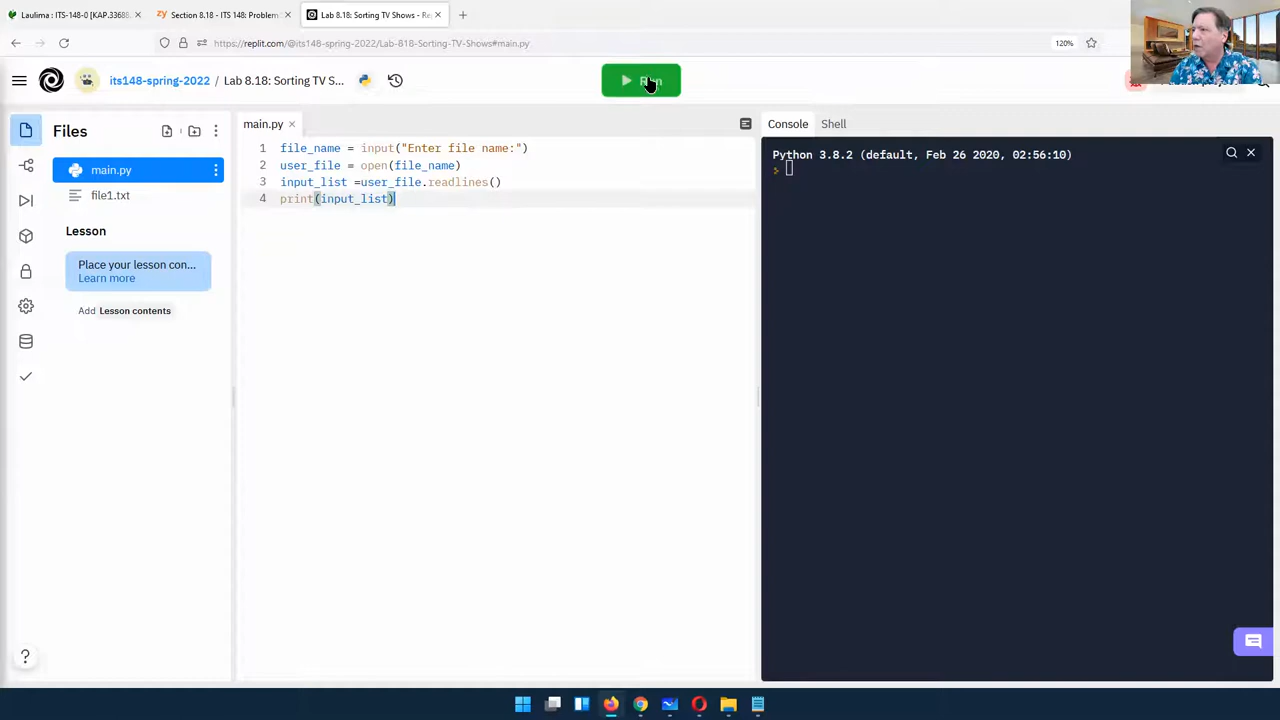 Laulima : ITS-148-0 [KAP.3368
Section 8.18 - ITS 148: Problem
Lab 8.18: Sorting TV Shows - Re
https://replit.com/@its148-spring-2022/Lab-818-Sorting-TV-Shows#main.py
120%
its148-spring-2022 / Lab 8.18: Sorting TV S...
Run
Files
main.py
file1.txt
Lesson
Place your lesson con...
Learn more
Add Lesson contents
?
main.py
1 file_name = input("Enter file name:")
2 user_file = open(file_name)
3 input_list =user_file.readlines()
4 print(input_list)
Console Shell
Python 3.8.2 (default, Feb 26 2020, 02:56:10)